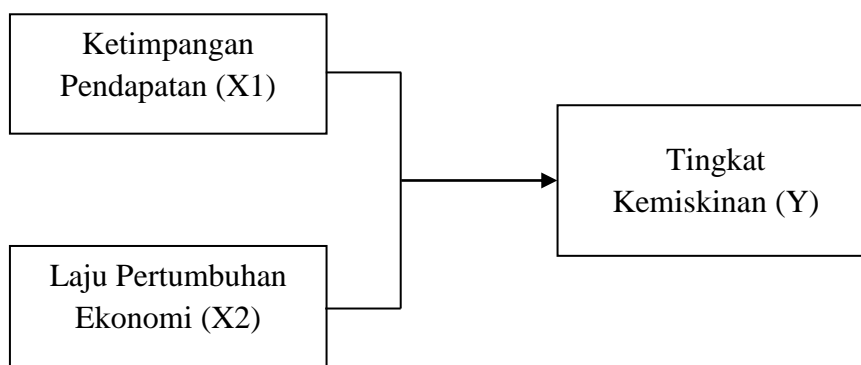 Ketimpangan
Pendapatan (X1)
Tingkat
Kemiskinan (Y)
Laju Pertumbuhan
Ekonomi (X2)